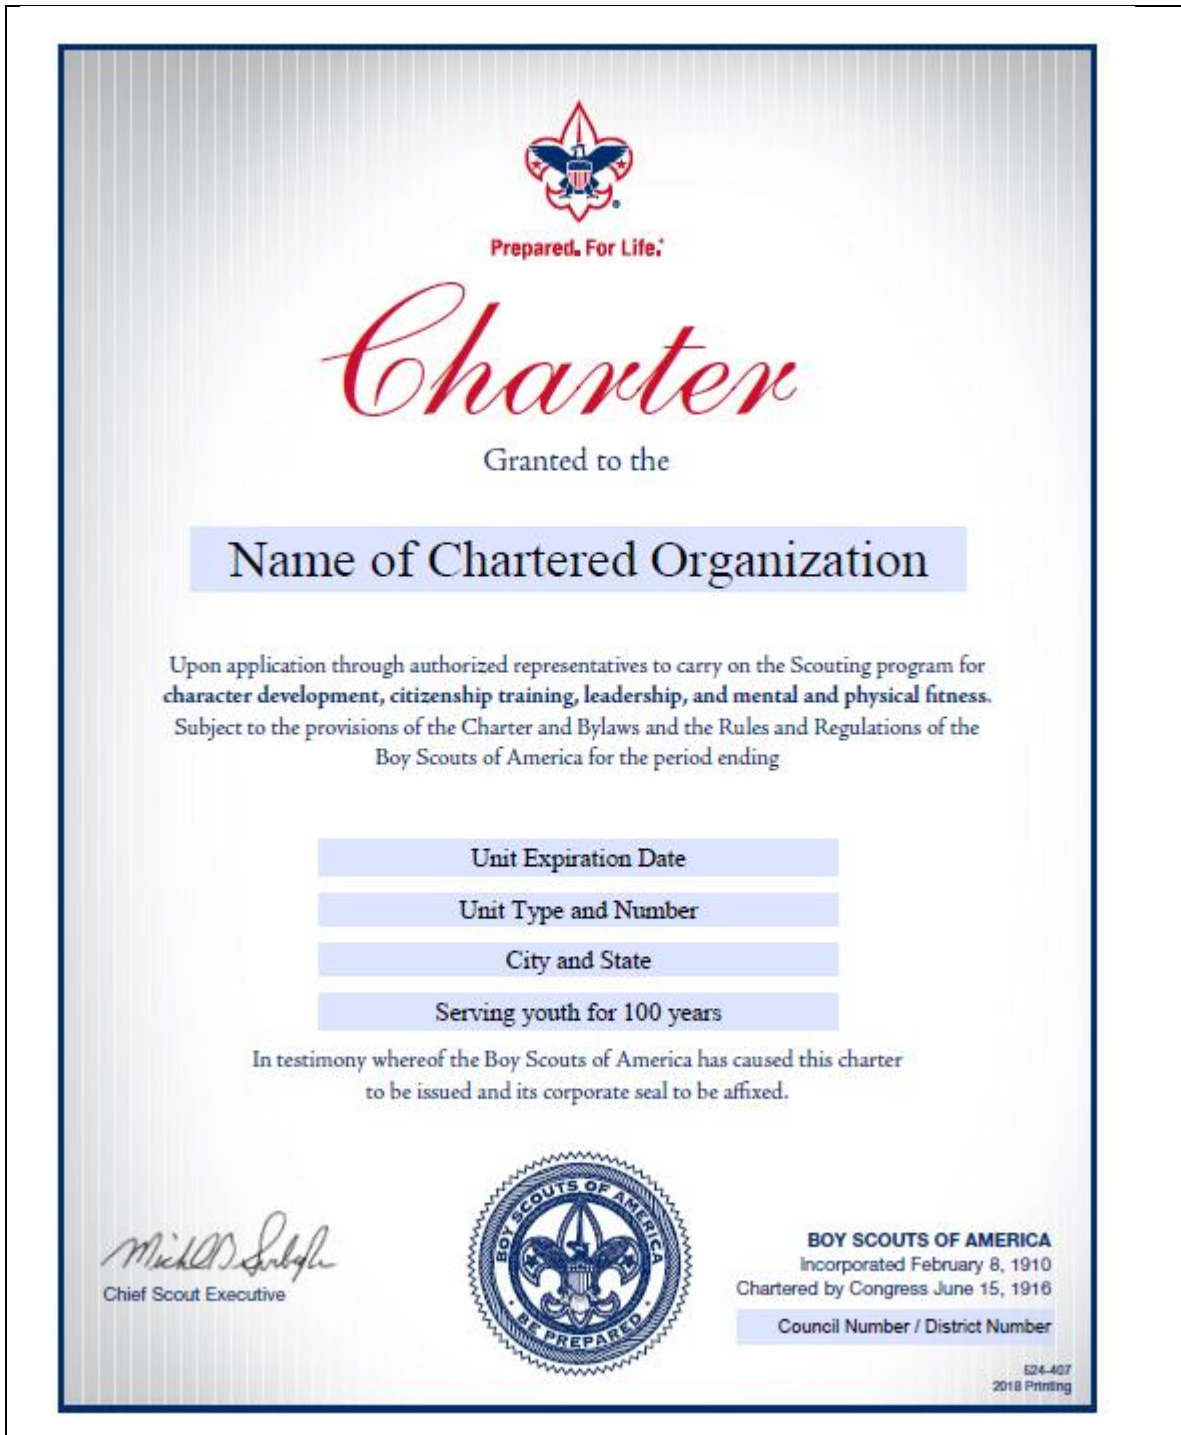 Prepared. For Life.®
Charter
Granted to the
Name of Chartered Organization
Upon application through authorized representatives to carry on the Scouting program for
character development, citizenship training, leadership, and mental and physical fitness.
Subject to the provisions of the Charter and Bylaws and the Rules and Regulations of the
Boy Scouts of America for the period ending
Unit Expiration Date
Unit Type and Number
City and State
Serving youth for 100 years
In testimony whereof the Boy Scouts of America has caused this charter
to be issued and its corporate seal to be affixed.
Chief Scout Executive
BOY SCOUTS OF AMERICA
BE PREPARED
BOY SCOUTS OF AMERICA
Incorporated February 8, 1910
Chartered by Congress June 15, 1916
Council Number / District Number
524-407
2018 Printing